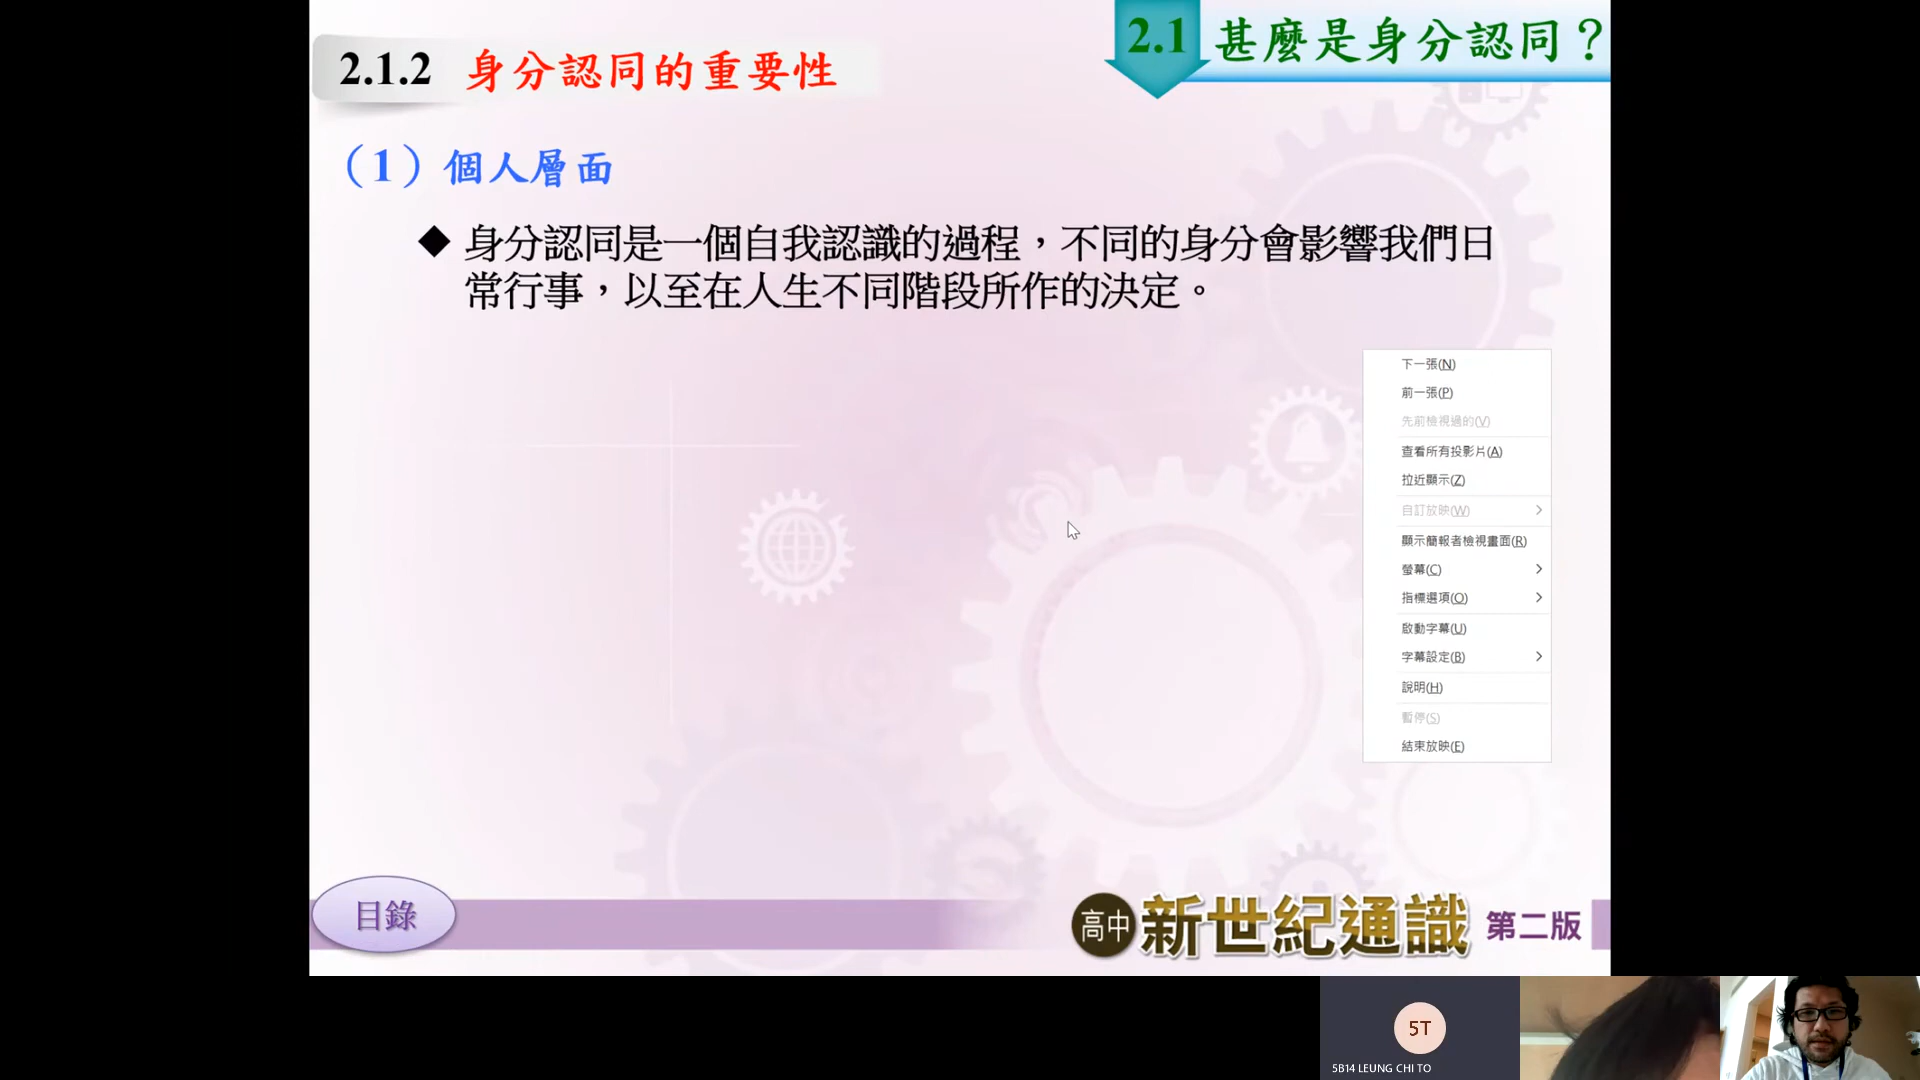 2.1 甚麼是身分認同？
2.1.2 身分認同的重要性
（1）個人層面
◆ 身分認同是一個自我認識的過程，不同的身分會影響我們日
常行事，以至在人生不同階段所作的決定。
下一張(N)
前一張(P)
先前檢視過的(V)
查看所有投影片(A)
拉近顯示(Z)
自訂放映(W)
顯示簡報者檢視畫面(R)
螢幕(C)
指標選項(O)
啟動字幕(U)
字幕設定(B)
說明(H)
暫停(S)
結束放映(E)
目錄
高中 新世紀通識 第二版
5T
5B14 LEUNG CHI TO